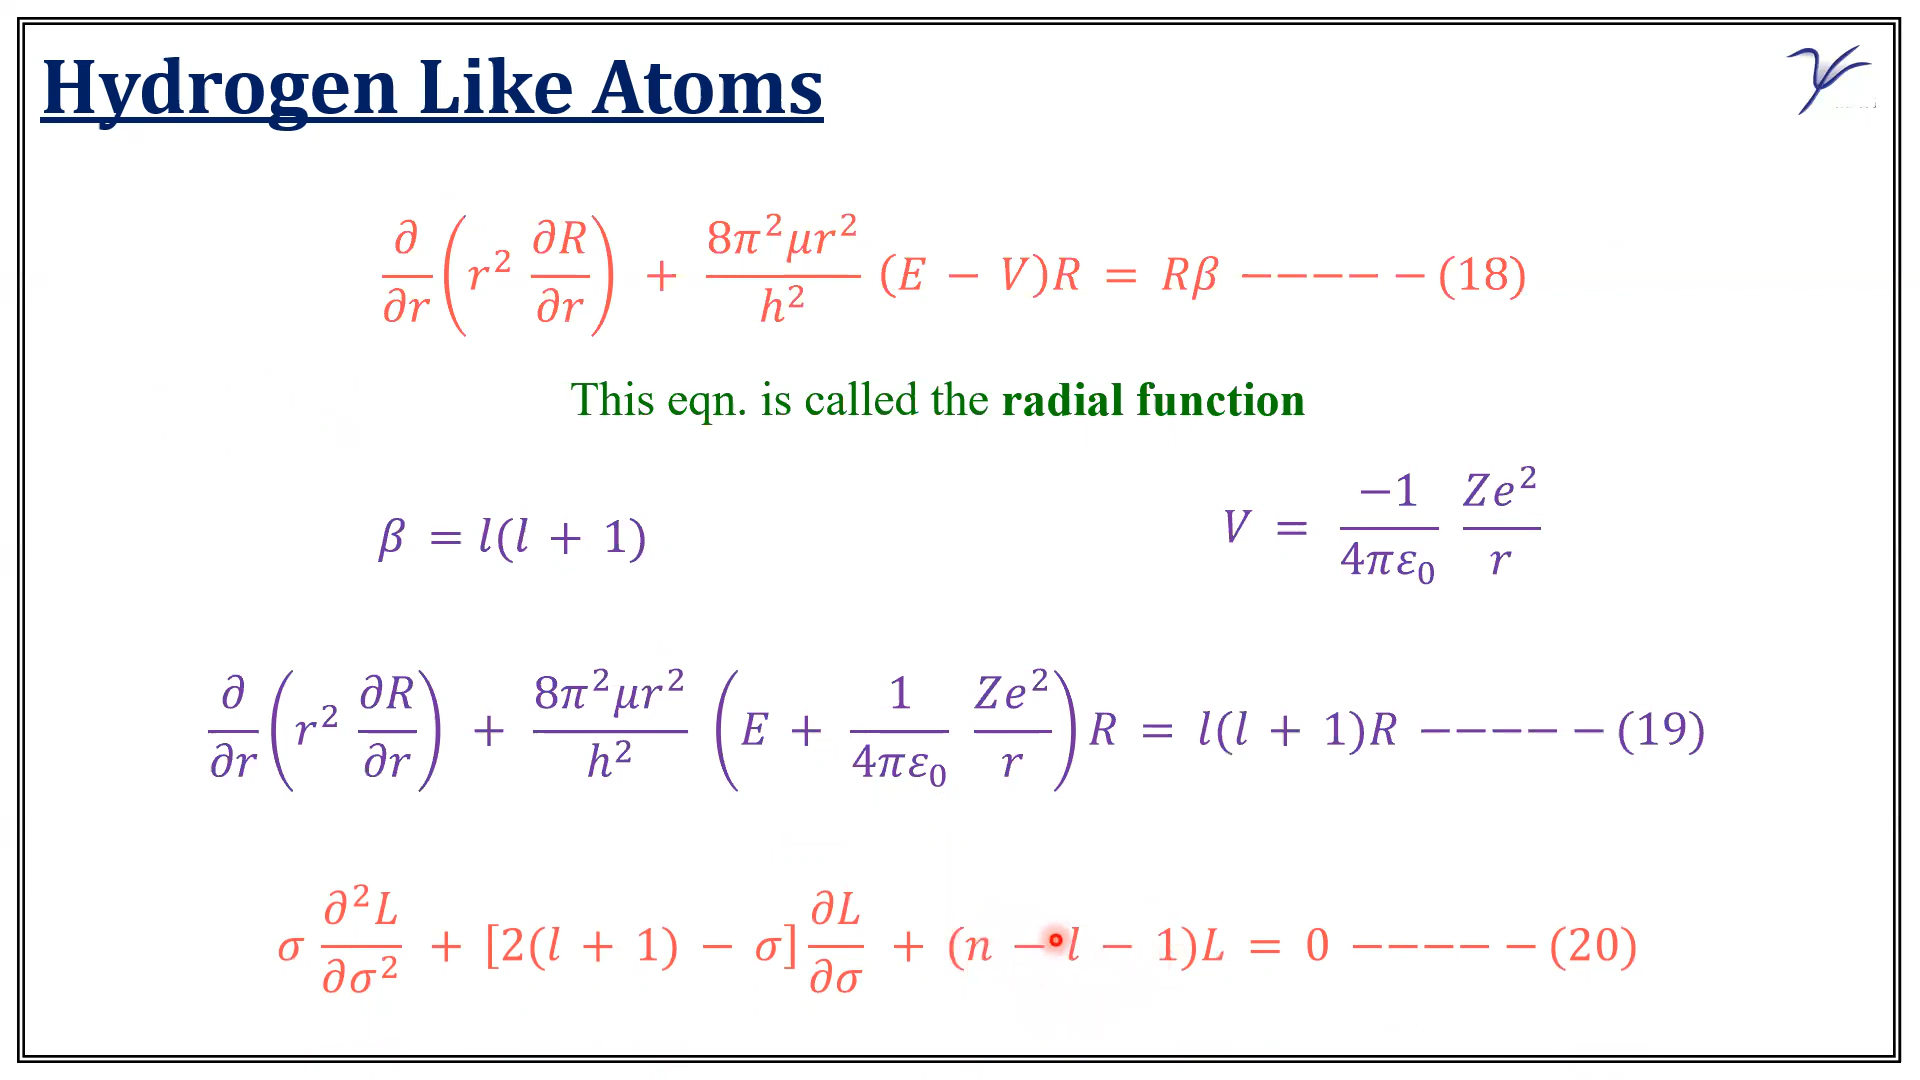 Hydrogen Like Atoms
∂/∂r (r² ∂R/∂r) + 8π²μr²/h² (E − V)R = Rβ −−−−−(18)
This eqn. is called the radial function
β = l(l + 1)
V = −1/4πε₀ Ze²/r
∂/∂r (r² ∂R/∂r) + 8π²μr²/h² (E + 1/4πε₀ Ze²/r) R = l(l + 1)R −−−−−(19)
σ ∂²L/∂σ² + [2(l + 1) − σ] ∂L/∂σ + (n − l − 1)L = 0 −−−−−(20)